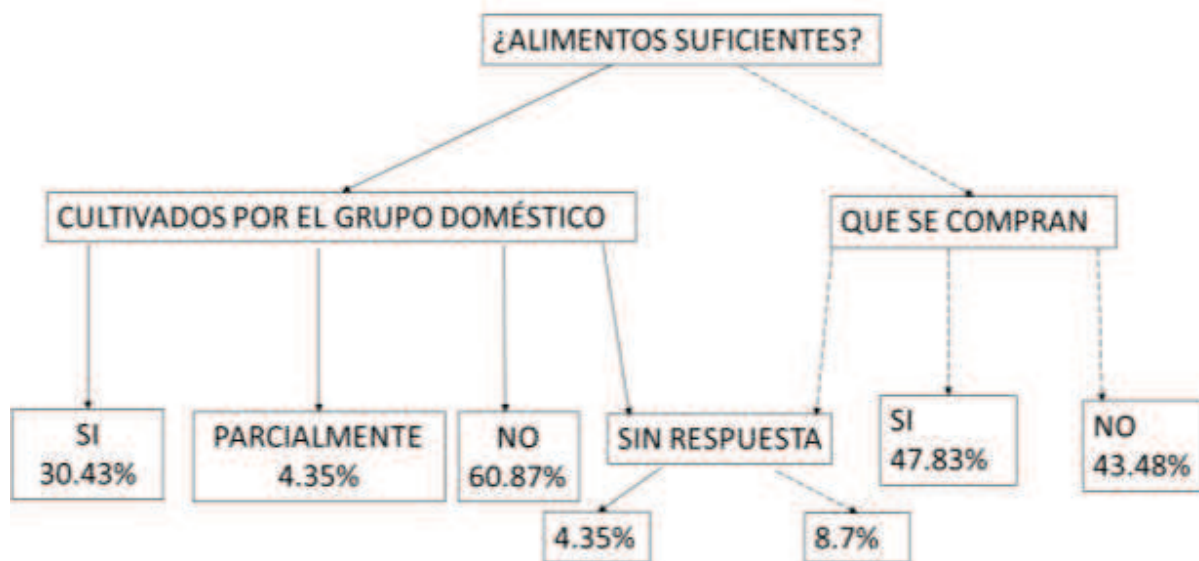 ¿ALIMENTOS SUFICIENTES?
CULTIVADOS POR EL GRUPO DOMÉSTICO
QUE SE COMPRAN
SI
30.43%
PARCIALMENTE
4.35%
NO
60.87%
SIN RESPUESTA
SI
47.83%
NO
43.48%
4.35%
8.7%